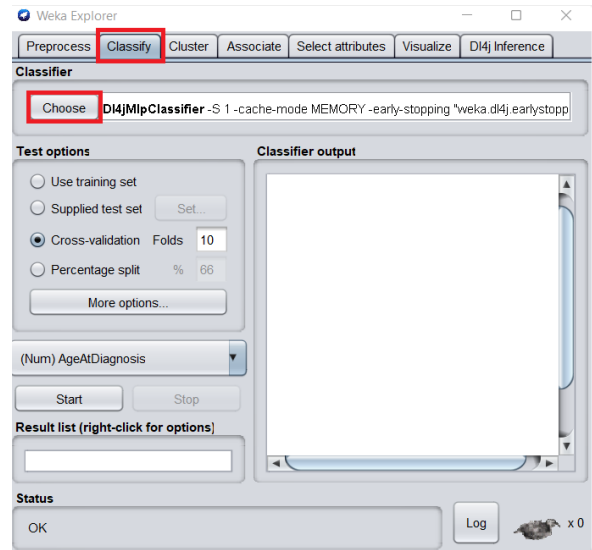 Weka Explorer
Preprocess Classify Cluster Associate Select attributes Visualize Dl4j Inference
Classifier
Choose Dl4jMlpClassifier -S 1 -cache-mode MEMORY -early-stopping "weka.dl4j.earlystopp
Test options
Classifier output
Use training set
Supplied test set Set...
Cross-validation Folds 10
Percentage split % 66
More options...
(Num) AgeAtDiagnosis
Start Stop
Result list (right-click for options)
Status
OK
Log x 0